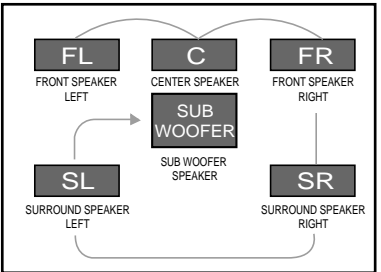 FL
C
FR
FRONT SPEAKER
LEFT
CENTER SPEAKER
FRONT SPEAKER
RIGHT
SUB
WOOFER
SUB WOOFER
SPEAKER
SL
SR
SURROUND SPEAKER
LEFT
SURROUND SPEAKER
RIGHT